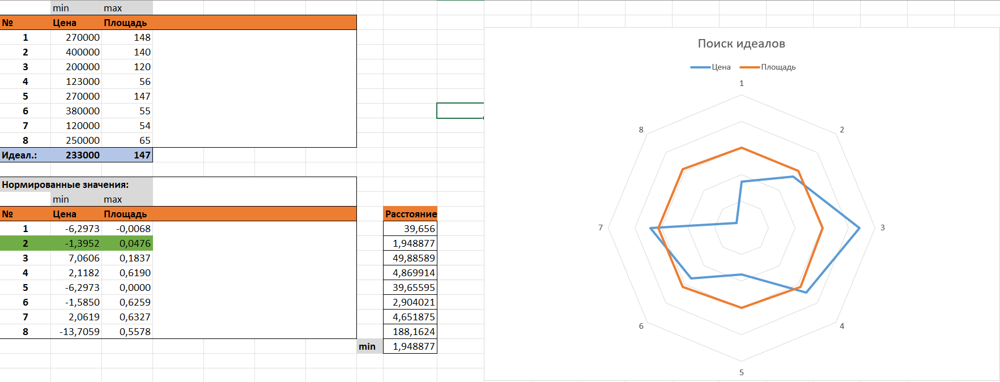 min max
№ Цена Площадь
1 270000 148
2 400000 140
3 200000 120
4 123000 56
5 270000 147
6 380000 55
7 120000 54
8 250000 65
Идеал.: 233000 147
Нормированные значения:
min max
№ Цена Площадь
1 -6,2973 -0,0068
2 -1,3952 0,0476
3 7,0606 0,1837
4 2,1182 0,6190
5 -6,2973 0,0000
6 -1,5850 0,6259
7 2,0619 0,6327
8 -13,7059 0,5578
Расстояние
39,656
1,948877
49,88589
4,869914
39,65595
2,904021
4,651875
188,1624
min 1,948877
Поиск идеалов
Цена Площадь
1
2
3
4
5
6
7
8